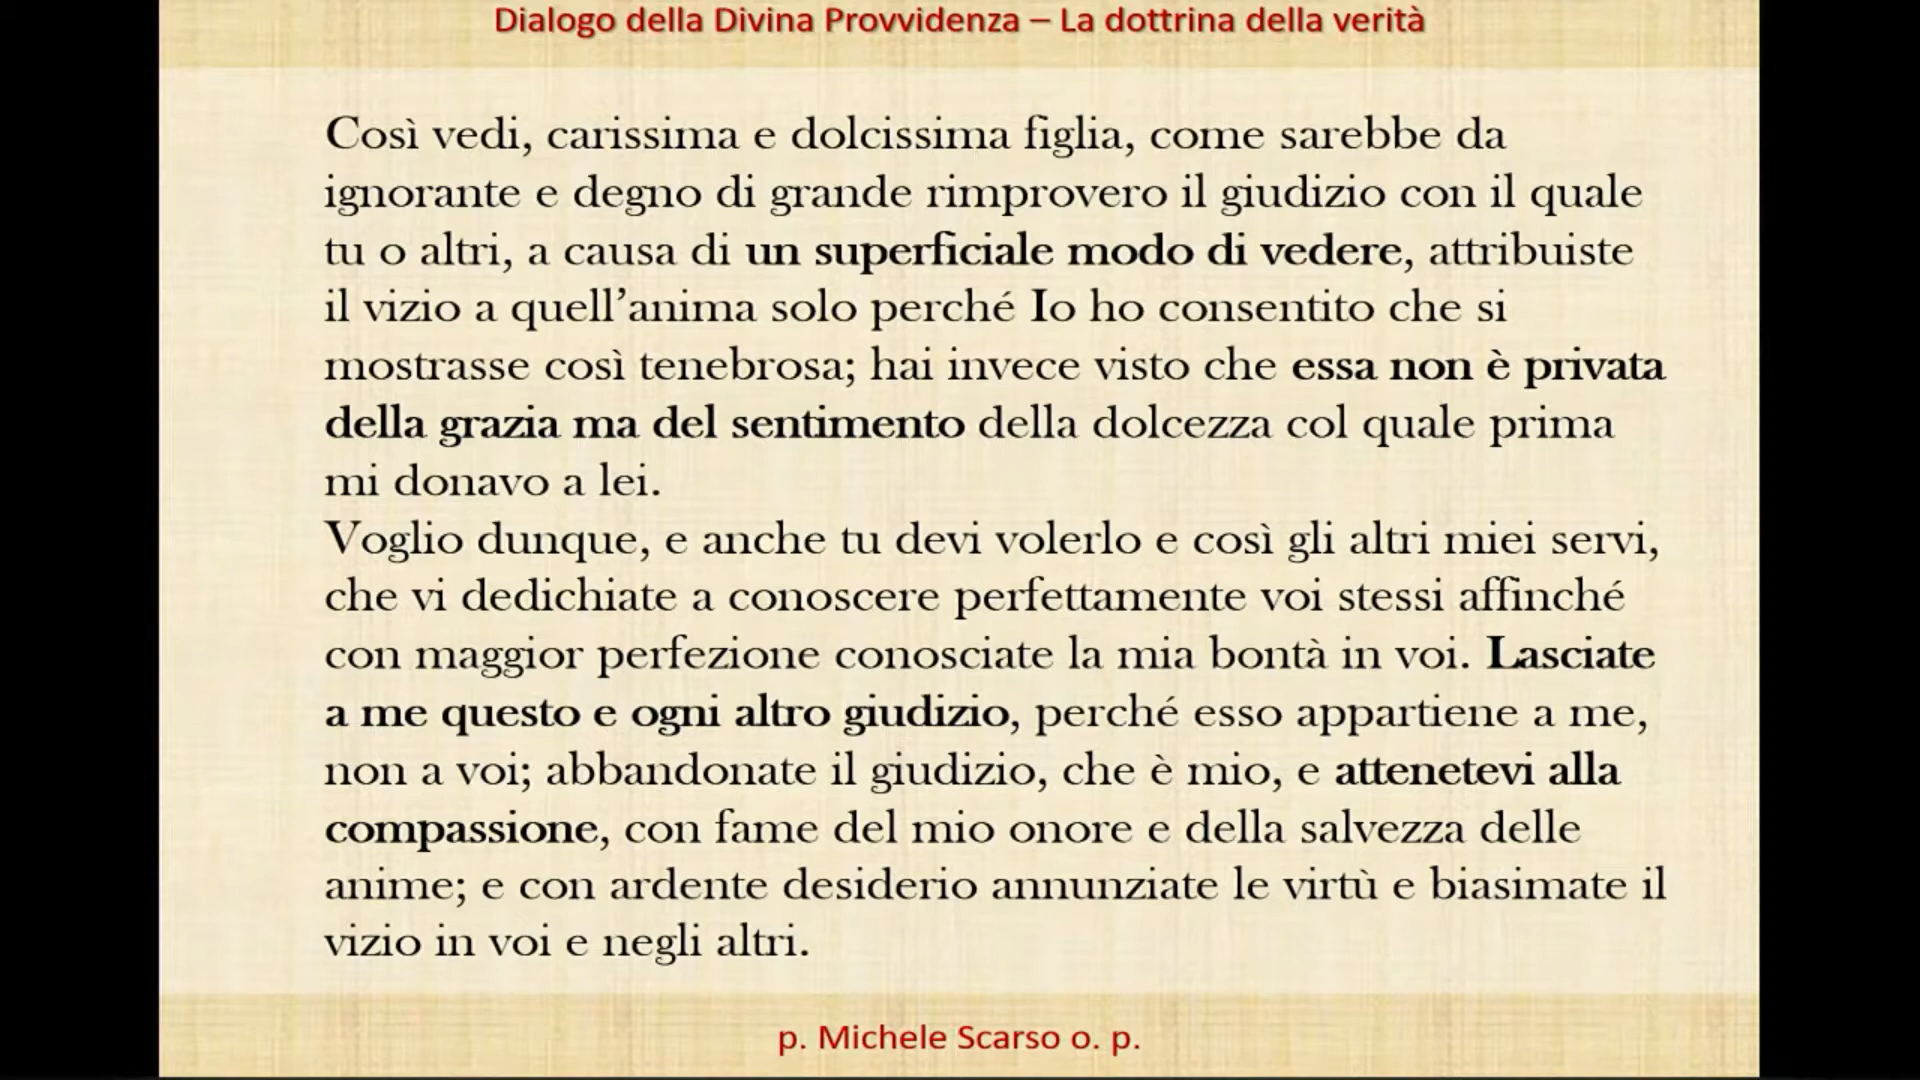 Dialogo della Divina Provvidenza – La dottrina della verità
Così vedi, carissima e dolcissima figlia, come sarebbe da
ignorante e degno di grande rimprovero il giudizio con il quale
tu o altri, a causa di un superficiale modo di vedere, attribuiste
il vizio a quell’anima solo perché Io ho consentito che si
mostrasse così tenebrosa; hai invece visto che essa non è privata
della grazia ma del sentimento della dolcezza col quale prima
mi donavo a lei.
Voglio dunque, e anche tu devi volerlo e così gli altri miei servi,
che vi dedichiate a conoscere perfettamente voi stessi affinché
con maggior perfezione conosciate la mia bontà in voi. Lasciate
a me questo e ogni altro giudizio, perché esso appartiene a me,
non a voi; abbandonate il giudizio, che è mio, e attenetevi alla
compassione, con fame del mio onore e della salvezza delle
anime; e con ardente desiderio annunziate le virtù e biasimate il
vizio in voi e negli altri.
p. Michele Scarso o. p.